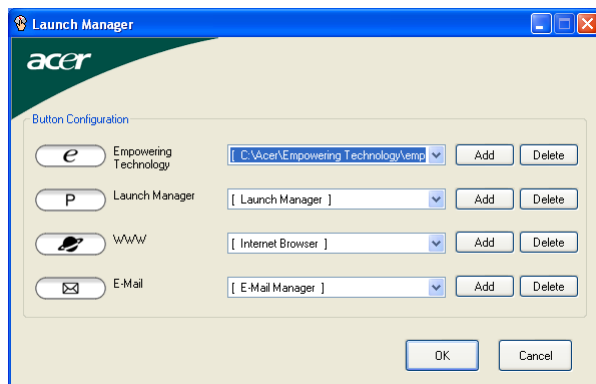 Launch Manager
acer
Button Configuration
e Empowering Technology [ C:\Acer\Empowering Technology\emp Add Delete
P Launch Manager [ Launch Manager ] Add Delete
WWW [ Internet Browser ] Add Delete
E-Mail [ E-Mail Manager ] Add Delete
OK Cancel